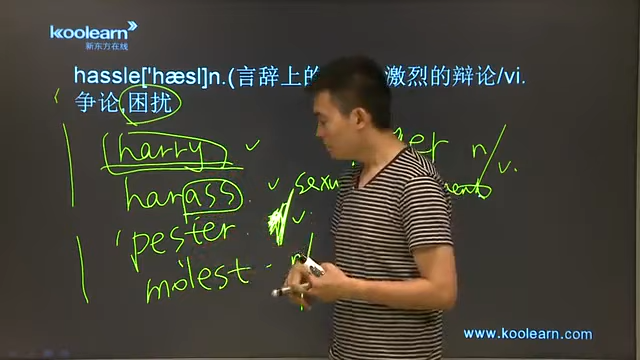 koolearn
新东方在线
hassle['hæsl]n.(言辞上的 激烈的辩论/vi.
争论,困扰
harry v
n/v.
harass. v sexu
pester. v.
molest. n/
www.koolearn.com